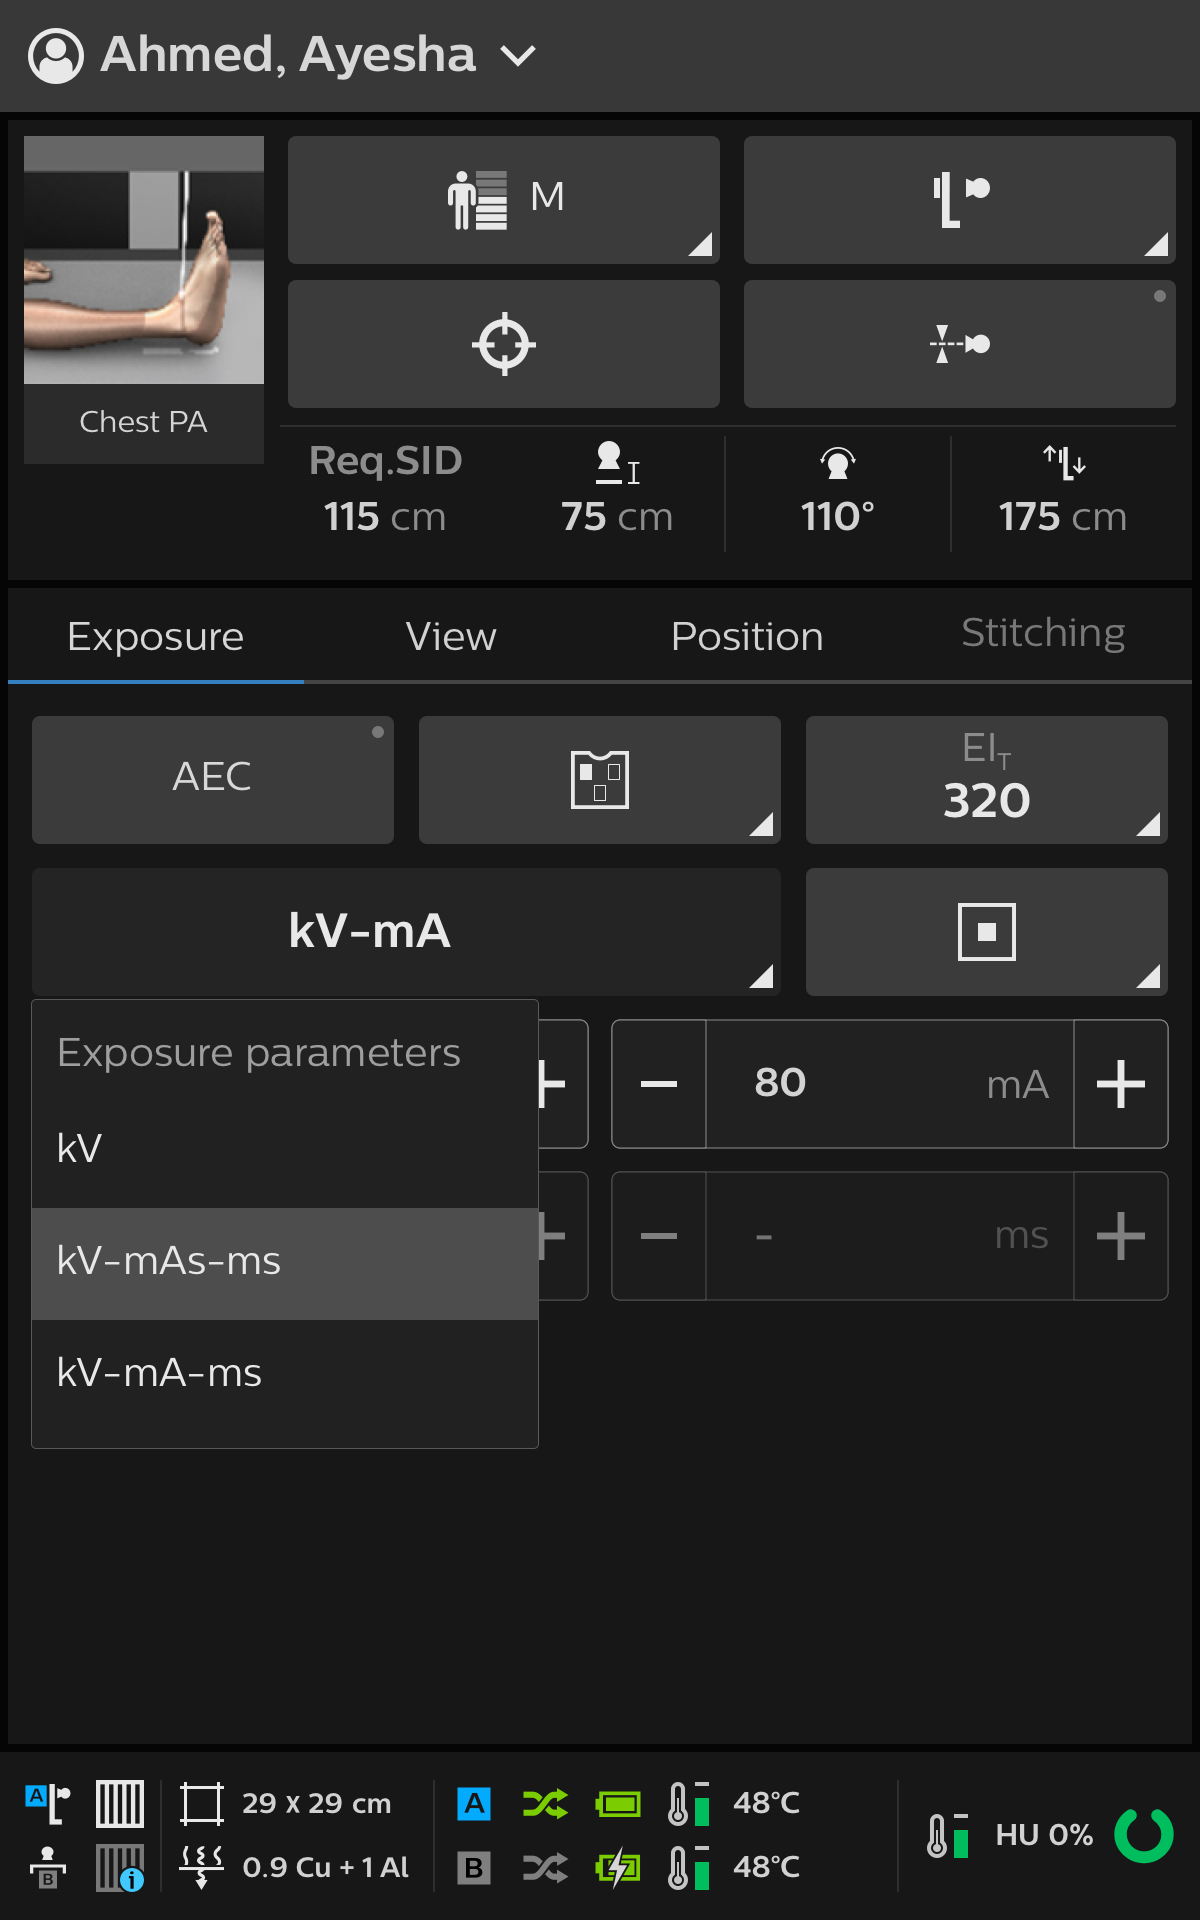 Ahmed, Ayesha
M
Chest PA
Req.SID
115 cm
75 cm
110°
175 cm
Exposure
View
Position
Stitching
AEC
EI_T
320
kV-mA
Exposure parameters
kV
kV-mAs-ms
kV-mA-ms
80 mA
- ms
A
29 x 29 cm
A
48°C
HU 0%
B
i
0.9 Cu + 1 Al
B
48°C